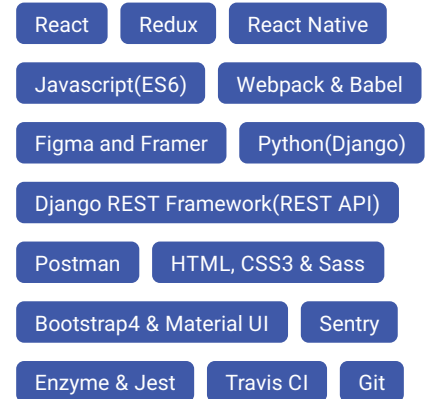 React Redux React Native
Javascript(ES6) Webpack & Babel
Figma and Framer Python(Django)
Django REST Framework(REST API)
Postman HTML, CSS3 & Sass
Bootstrap4 & Material UI Sentry
Enzyme & Jest Travis CI Git